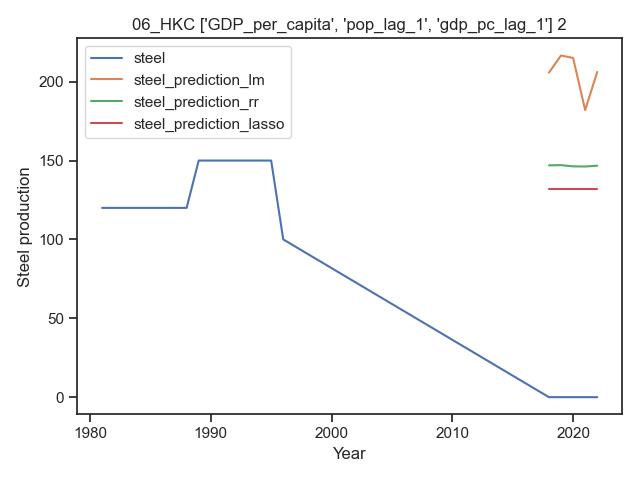 06_HKC ['GDP_per_capita', 'pop_lag_1', 'gdp_pc_lag_1'] 2
steel
steel_prediction_lm
steel_prediction_rr
steel_prediction_lasso
Steel production
200
150
100
50
0
1980
1990
2000
2010
2020
Year